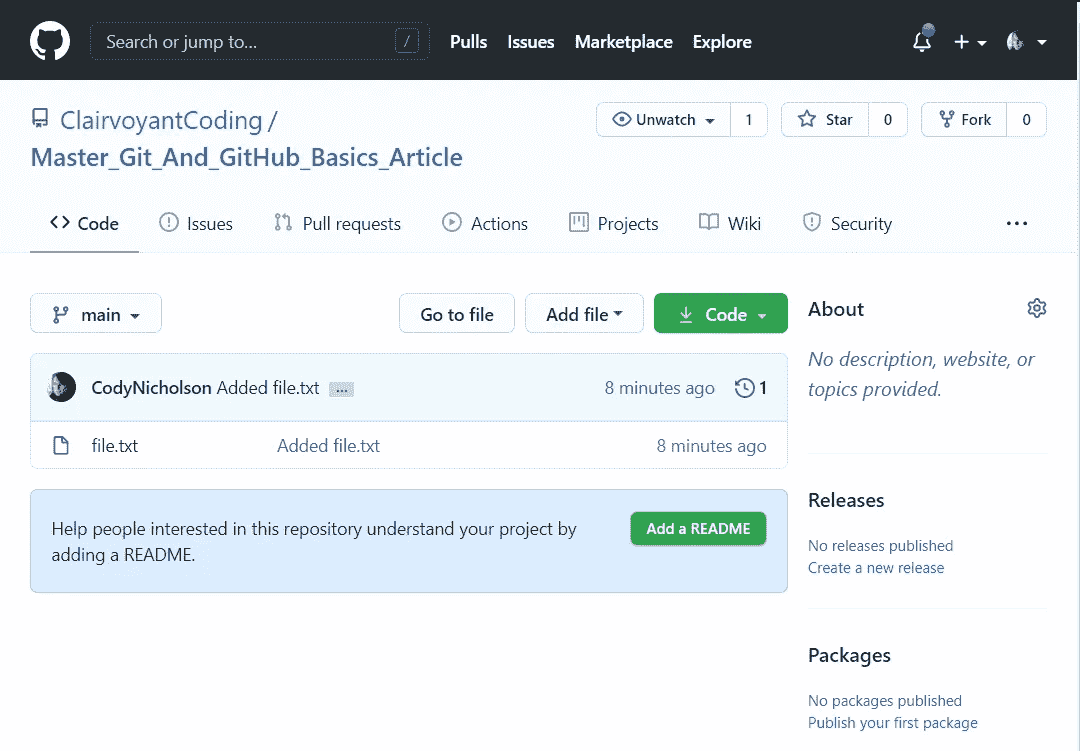 Search or jump to... /
Pulls Issues Marketplace Explore
ClairvoyantCoding /
Master_Git_And_GitHub_Basics_Article
Unwatch 1 Star 0 Fork 0
Code Issues Pull requests Actions Projects Wiki Security ...
main Go to file Add file Code
CodyNicholson Added file.txt ... 8 minutes ago 1
file.txt Added file.txt 8 minutes ago
Help people interested in this repository understand your project by
adding a README.
Add a README
About
No description, website, or
topics provided.
Releases
No releases published
Create a new release
Packages
No packages published
Publish your first package